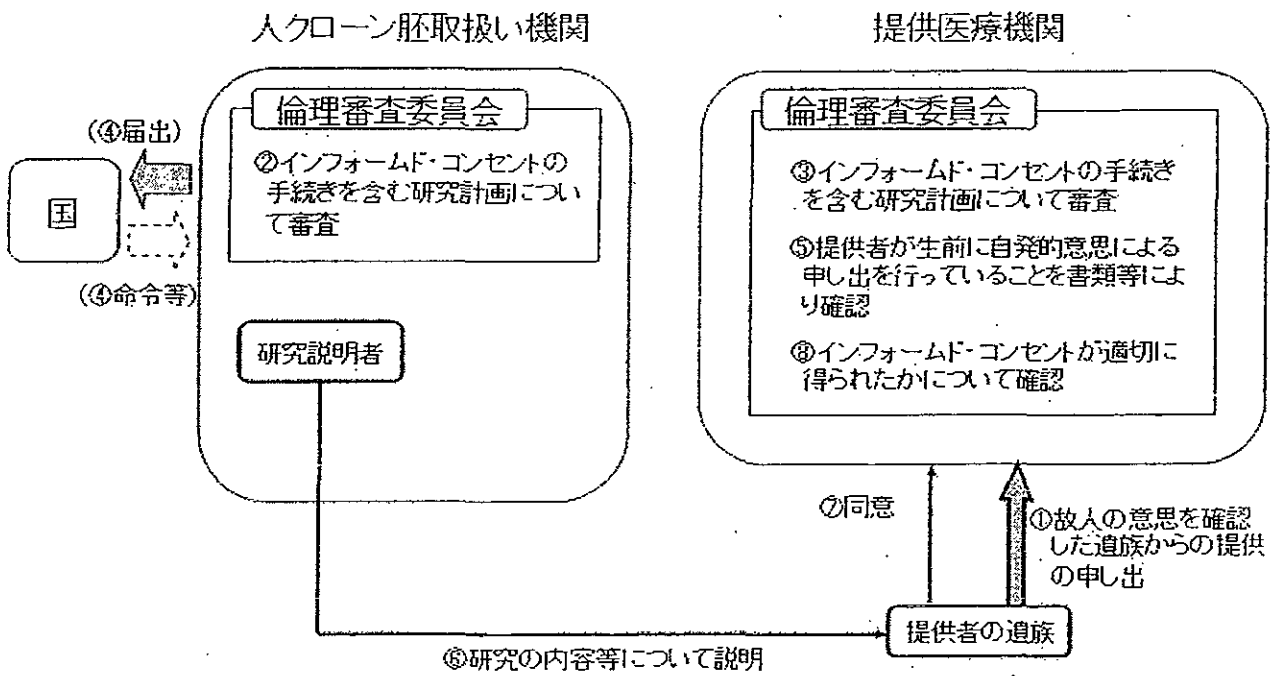 人クローン胚取扱い機関
提供医療機関
倫理審査委員会
②インフォームド・コンセントの
手続きを含む研究計画につい
て審査
(④届出)
国
(④命令等)
研究説明者
倫理審査委員会
③インフォームド・コンセントの手続き
を含む研究計画について審査
⑤提供者が生前に自発的意思による
申し出を行っていることを書類等によ
り確認
⑧インフォームド・コンセントが適切に
得られたかについて確認
⑦同意
①故人の意思を確認
した遺族からの提供
の申し出
提供者の遺族
⑥研究の内容等について説明